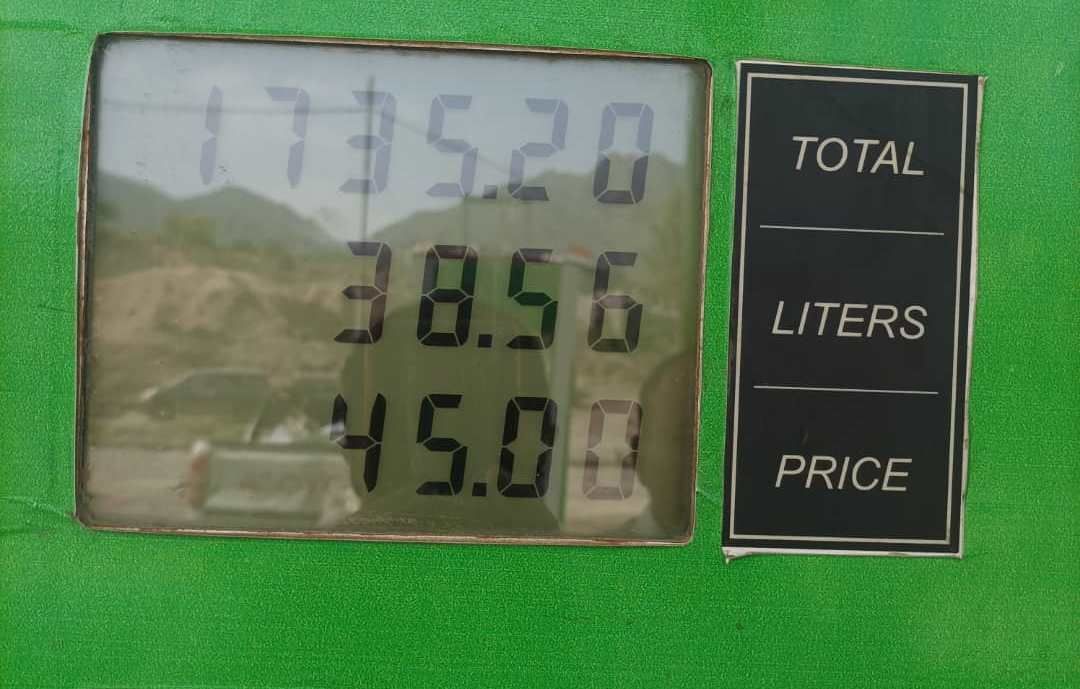 1735.20
TOTAL
38.56
LITERS
45.00
PRICE